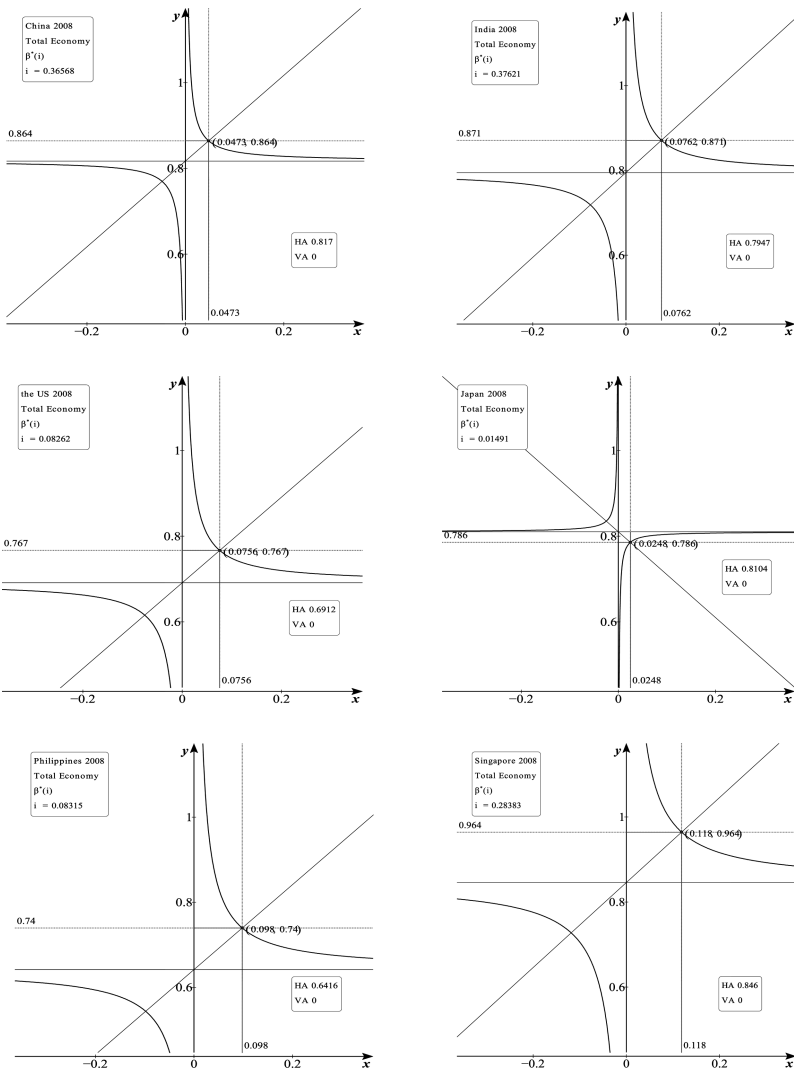 y
China 2008
Total Economy
β*(i)
i = 0.36568
1
0.864
(0.0473, 0.864)
0.8
0.6
HA 0.817
VA 0
0.0473
−0.2
0
0.2
x
y
India 2008
Total Economy
β*(i)
i = 0.37621
1
0.871
(0.0762, 0.871)
0.8
0.6
HA 0.7947
VA 0
0.0762
−0.2
0
0.2
x
y
the US 2008
Total Economy
β*(i)
i = 0.08262
1
0.8
0.767
(0.0756, 0.767)
0.6
HA 0.6912
VA 0
0.0756
−0.2
0
0.2
x
y
Japan 2008
Total Economy
β*(i)
i = 0.01491
1
0.8
0.786
(0.0248, 0.786)
HA 0.8104
VA 0
0.6
0.0248
−0.2
0
0.2
x
y
Philippines 2008
Total Economy
β*(i)
i = 0.08315
1
0.8
0.74
(0.098, 0.74)
0.6
HA 0.6416
VA 0
0.098
−0.2
0
0.2
x
y
Singapore 2008
Total Economy
β*(i)
i = 0.28383
1
0.964
(0.118, 0.964)
0.8
0.6
HA 0.846
VA 0
0.118
−0.2
0
0.2
x